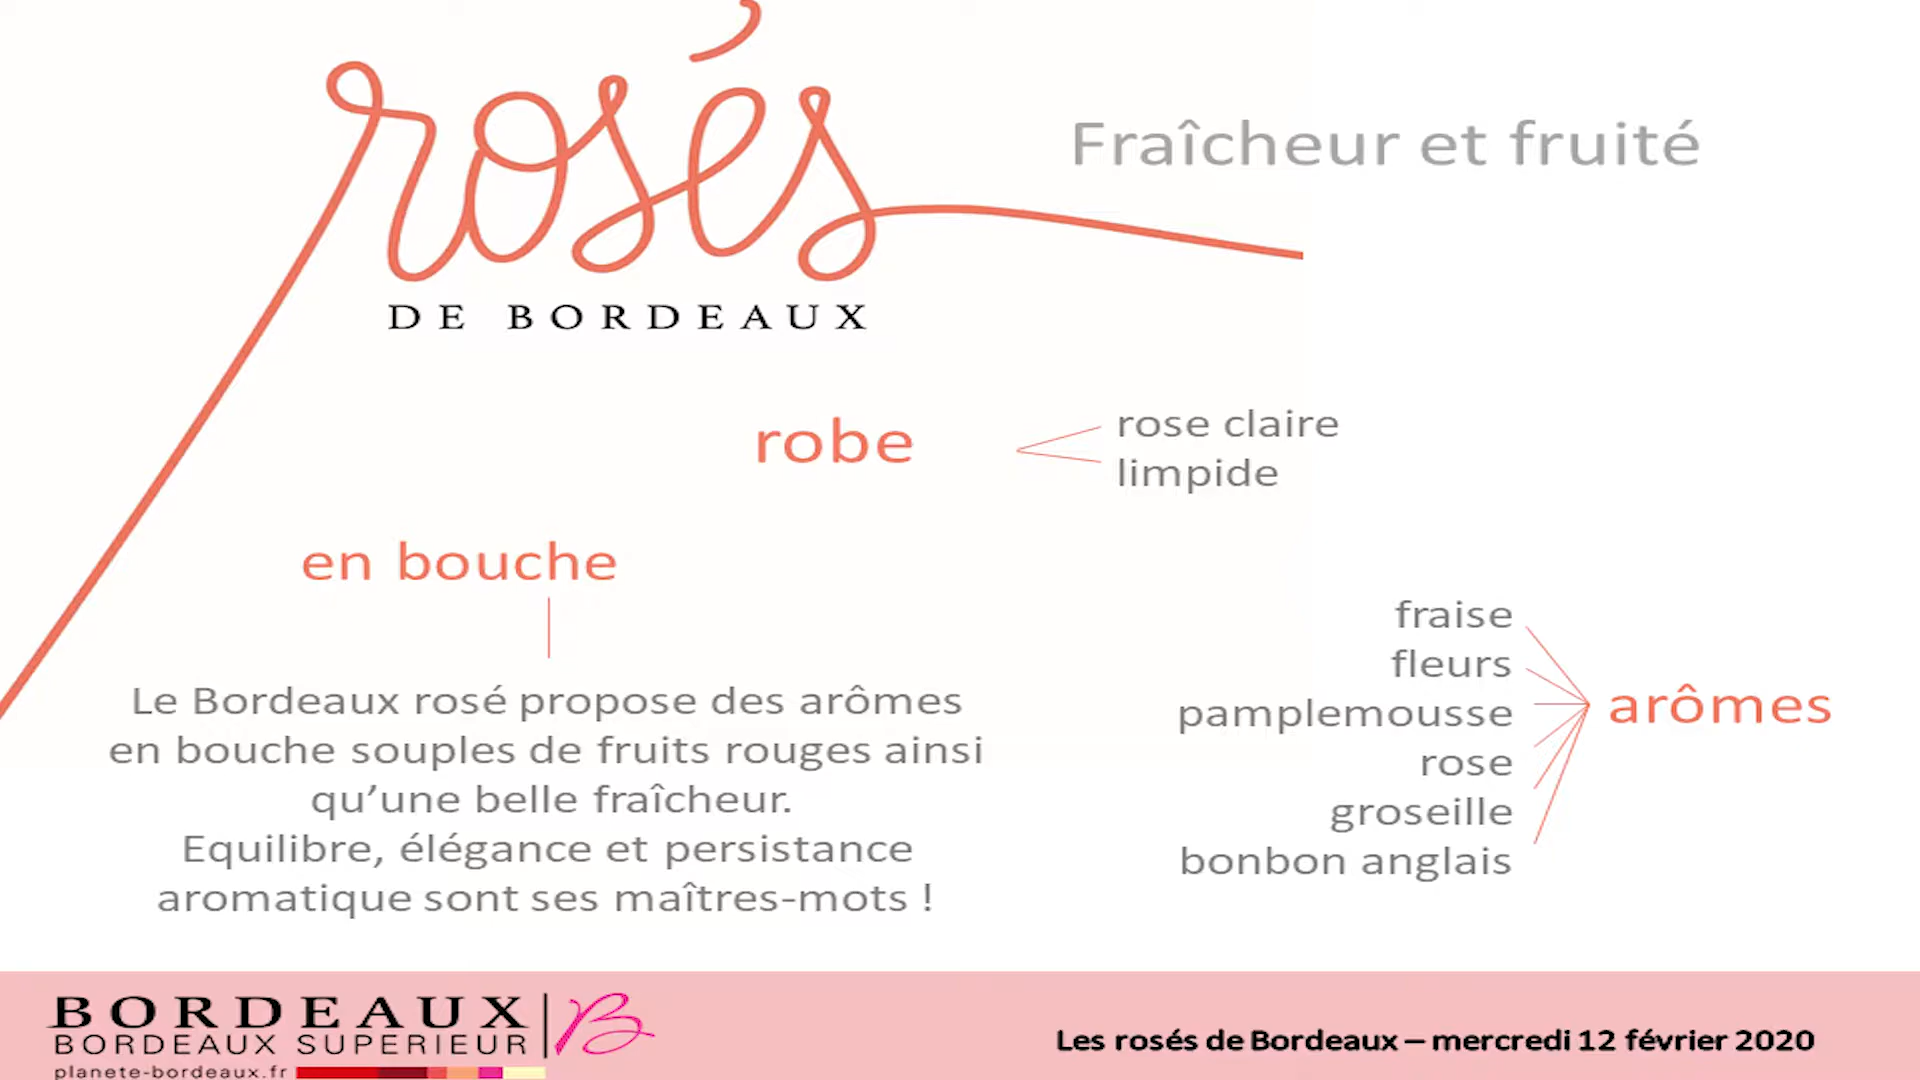 rosés
DE BORDEAUX
Fraîcheur et fruité
robe
rose claire
limpide
en bouche
Le Bordeaux rosé propose des arômes
en bouche souples de fruits rouges ainsi
qu’une belle fraîcheur.
Equilibre, élégance et persistance
aromatique sont ses maîtres-mots !
fraise
fleurs
pamplemousse
rose
groseille
bonbon anglais
arômes
BORDEAUX
BORDEAUX SUPERIEUR
B
planete-bordeaux.fr
Les rosés de Bordeaux – mercredi 12 février 2020